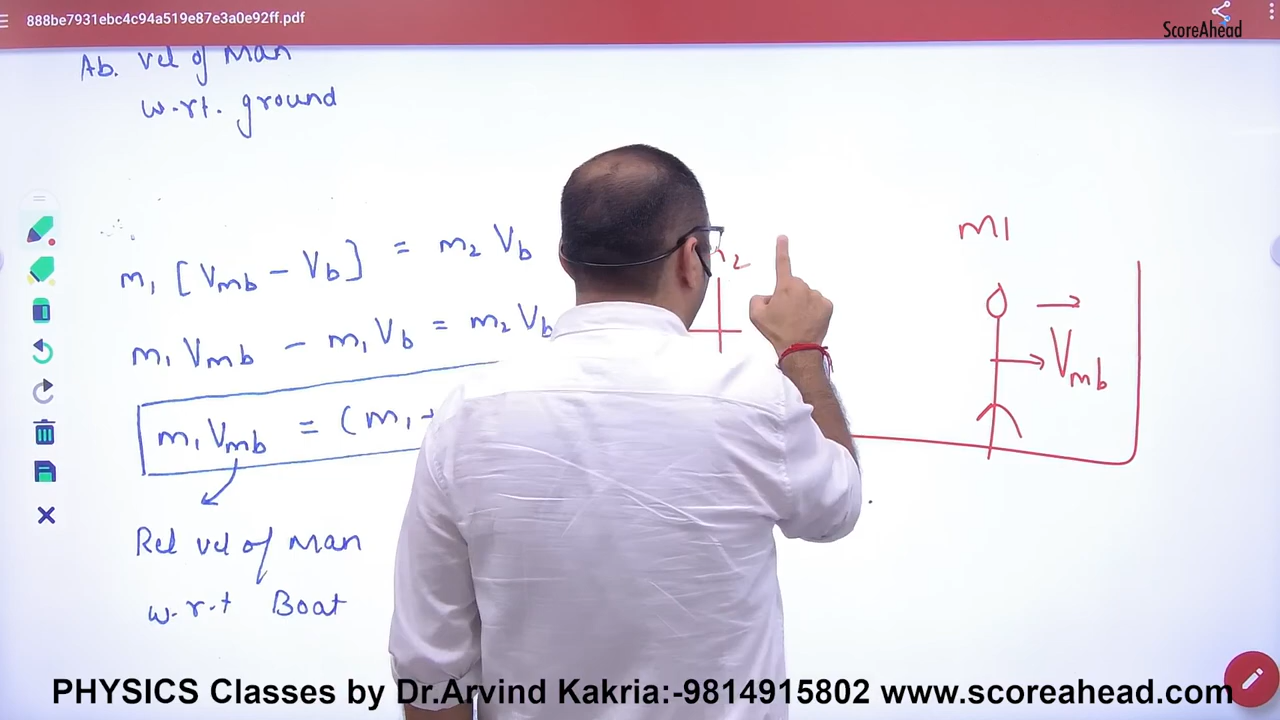 888be7931ebc4c94a519e87e3a0e92ff.pdf
ScoreAhead
Ab. vel of Man
w.r.t. ground
m₁ [Vmb - Vb] = m₂ Vb
m₁ Vmb - m₁ Vb = m₂ Vb
m₁ Vmb = (m₁ +
Rel vel of Man
w.r.t Boat
m1
Vmb
PHYSICS Classes by Dr.Arvind Kakria:-9814915802 www.scoreahead.com